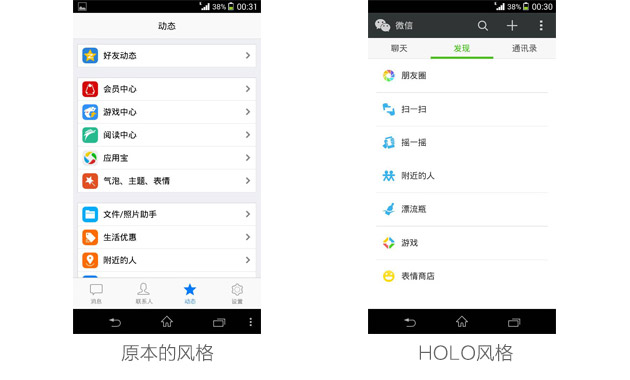 38% 00:31
动态
好友动态
会员中心
游戏中心
阅读中心
应用宝
气泡、主题、表情
文件/照片助手
生活优惠
附近的人
消息 联系人 动态 设置
原本的风格
38% 00:30
微信
聊天 发现 通讯录
朋友圈
扫一扫
摇一摇
附近的人
漂流瓶
游戏
表情商店
HOLO风格